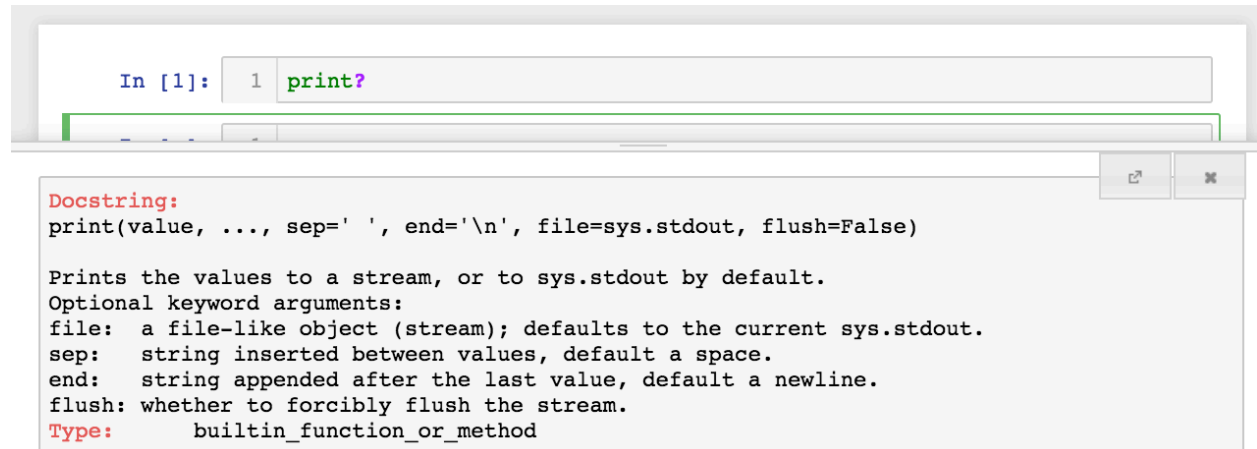 In [1]: 1 print?
Docstring:
print(value, ..., sep=' ', end='\n', file=sys.stdout, flush=False)
Prints the values to a stream, or to sys.stdout by default.
Optional keyword arguments:
file:  a file-like object (stream); defaults to the current sys.stdout.
sep:   string inserted between values, default a space.
end:   string appended after the last value, default a newline.
flush: whether to forcibly flush the stream.
Type:      builtin_function_or_method